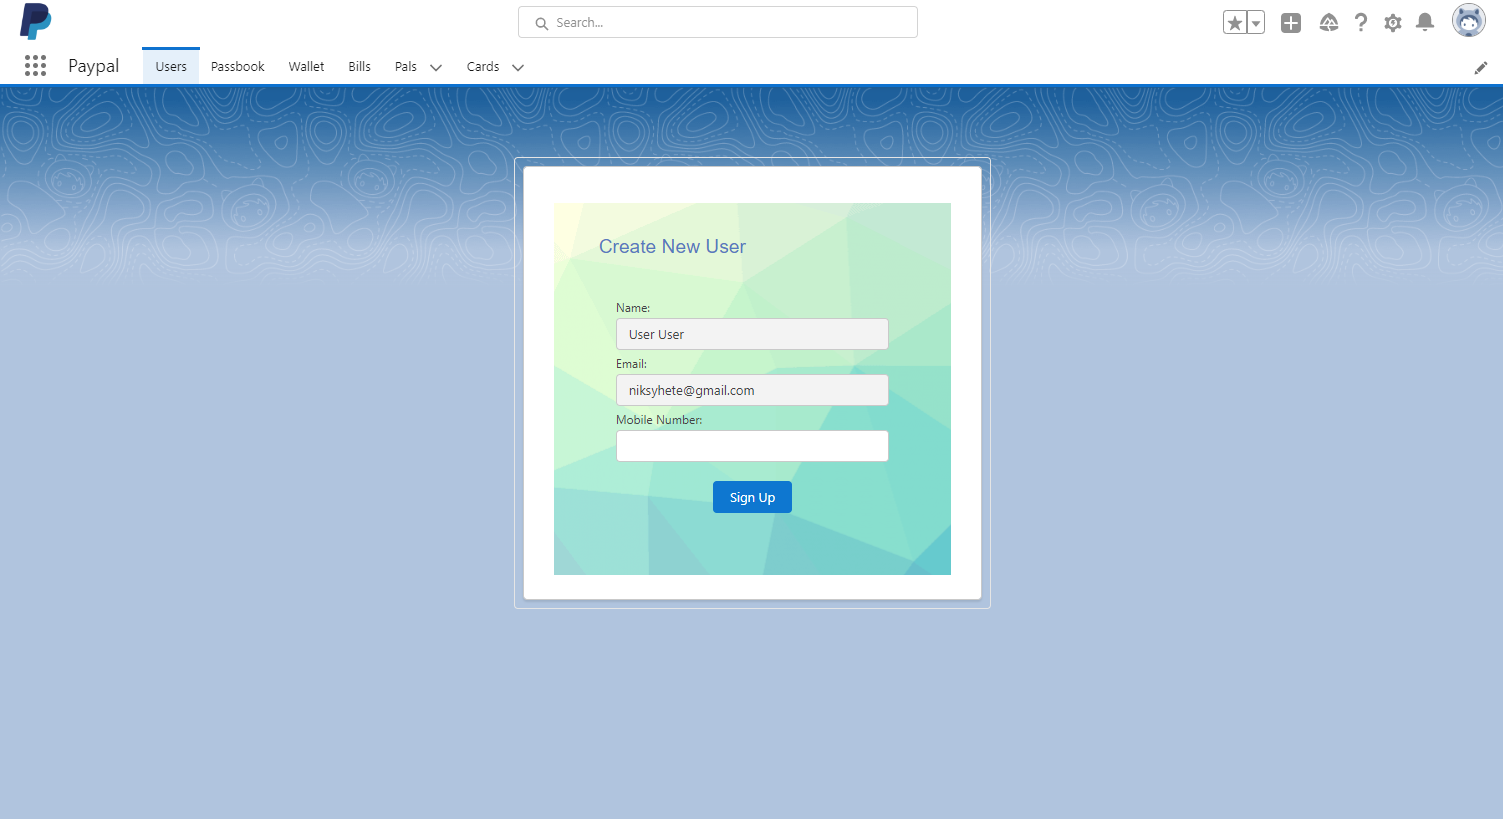 Search...
Paypal
Users Passbook Wallet Bills Pals Cards
Create New User
Name:
User User
Email:
niksyhete@gmail.com
Mobile Number:
Sign Up